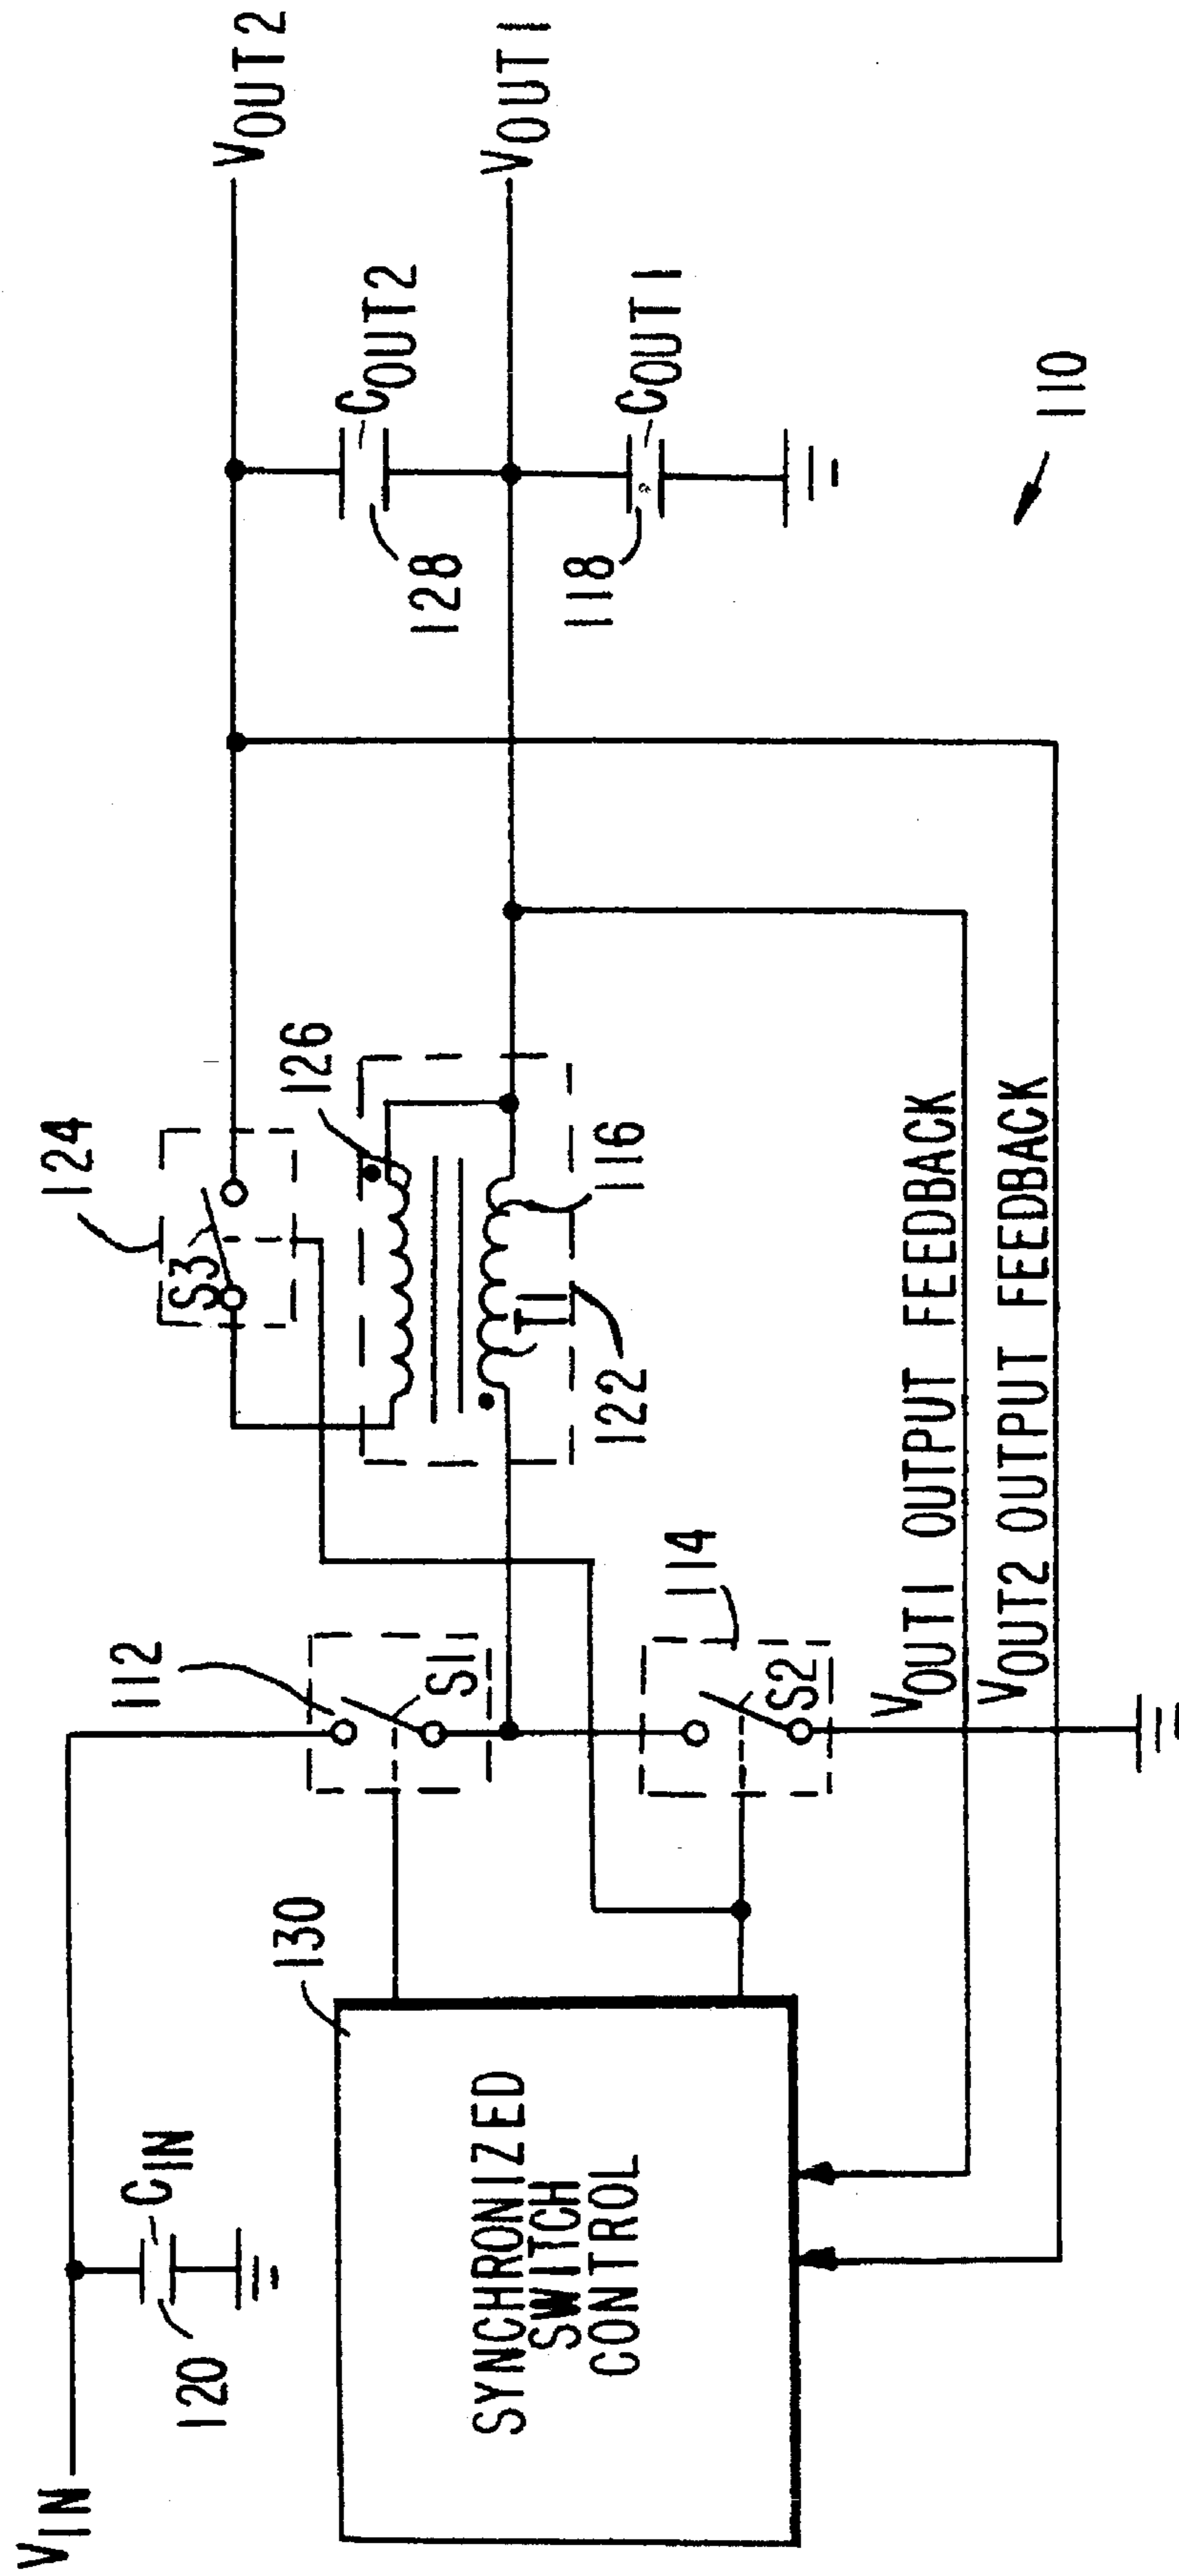 VIN
120
CIN
130
SYNCHRONIZED
SWITCH
CONTROL
112
S1
114
S2
124
S3
126
116
T1
122
VOUT2
COUT2
128
VOUT1
COUT1
118
VOUT1 OUTPUT FEEDBACK
VOUT2 OUTPUT FEEDBACK
110